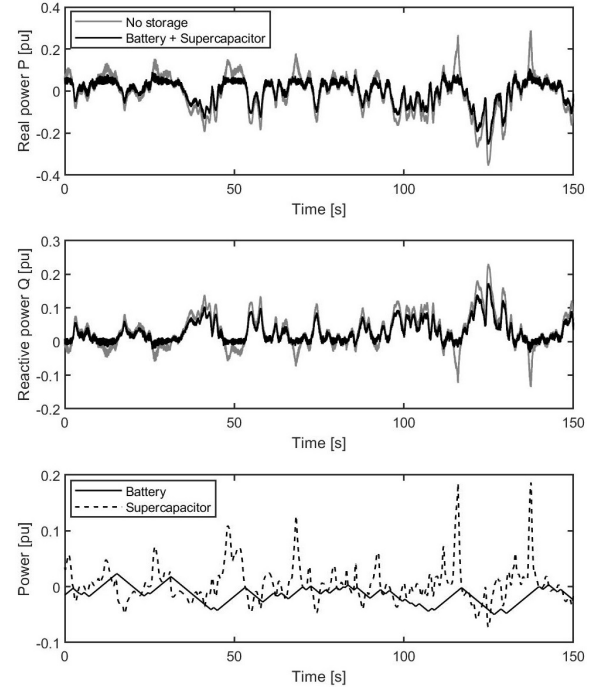 0.4
0.2
0
-0.2
-0.4
Real power P [pu]
No storage
Battery + Supercapacitor
0 50 100 150
Time [s]
0.3
0.2
0.1
0
-0.1
-0.2
Reactive power Q [pu]
0 50 100 150
Time [s]
0.2
0.1
0
-0.1
Power [pu]
Battery
Supercapacitor
0 50 100 150
Time [s]